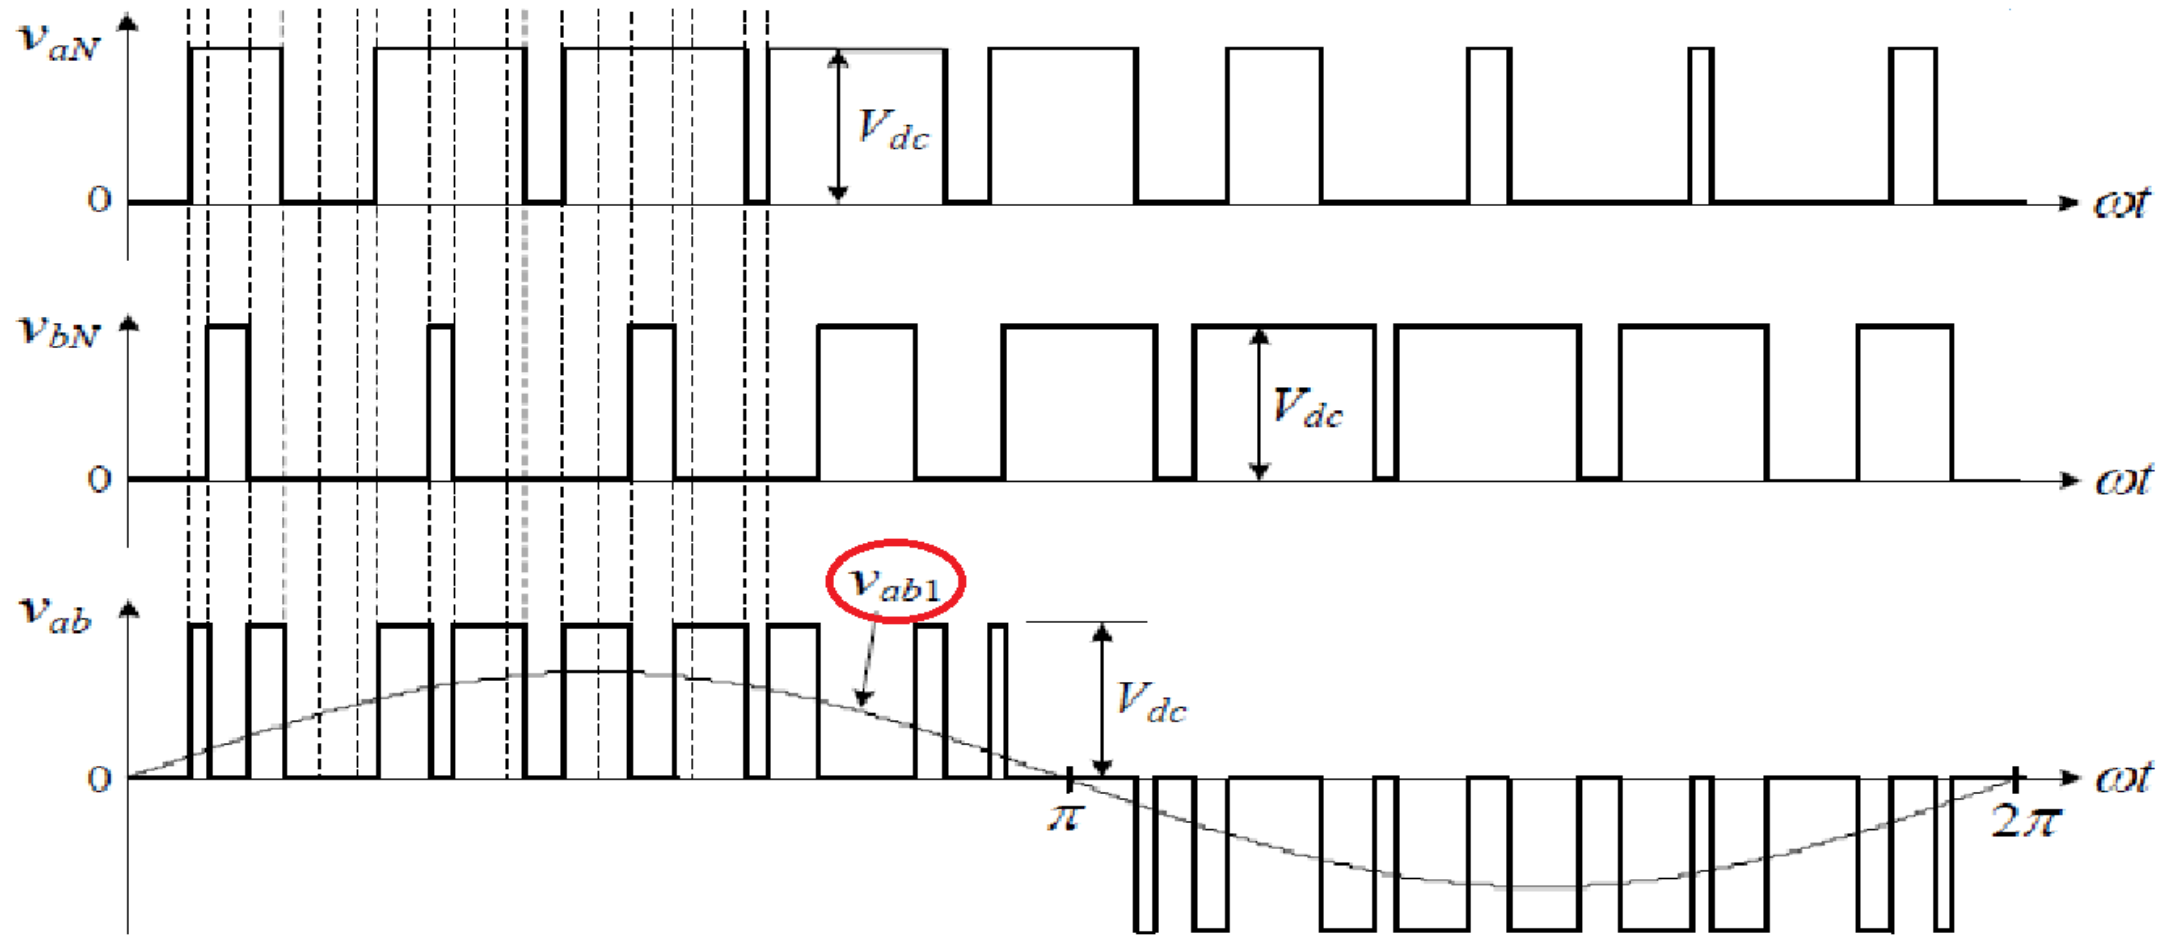 v_aN
V_dc
0
ωt
v_bN
V_dc
0
ωt
v_ab1
v_ab
V_dc
0
ωt
π
2π